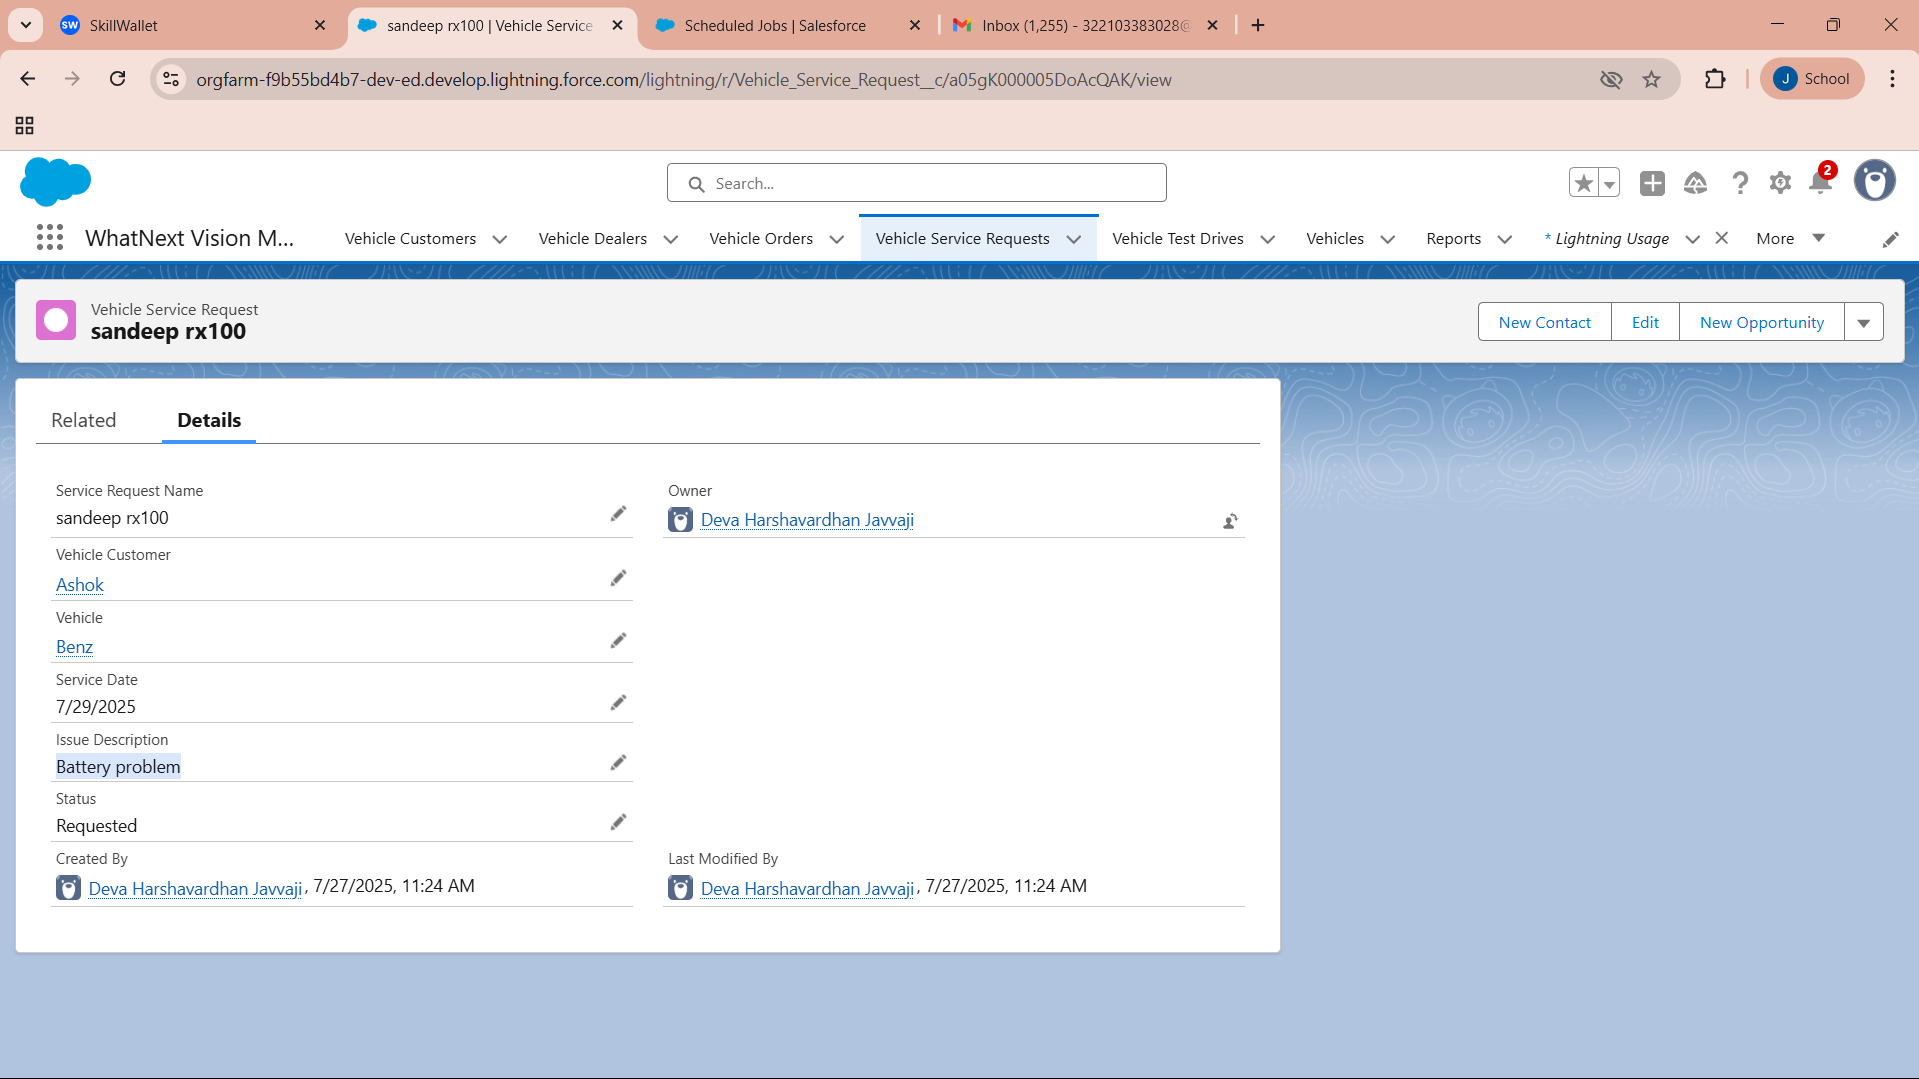 SkillWallet
sandeep rx100 | Vehicle Service
Scheduled Jobs | Salesforce
Inbox (1,255) - 322103383028@
orgfarm-f9b55bd4b7-dev-ed.develop.lightning.force.com/lightning/r/Vehicle_Service_Request__c/a05gK000005DoAcQAK/view
J School
Search...
2
WhatNext Vision M...
Vehicle Customers
Vehicle Dealers
Vehicle Orders
Vehicle Service Requests
Vehicle Test Drives
Vehicles
Reports
* Lightning Usage
More
Vehicle Service Request
sandeep rx100
New Contact
Edit
New Opportunity
Related
Details
Service Request Name
sandeep rx100
Owner
Deva Harshavardhan Javvaji
Vehicle Customer
Ashok
Vehicle
Benz
Service Date
7/29/2025
Issue Description
Battery problem
Status
Requested
Created By
Deva Harshavardhan Javvaji, 7/27/2025, 11:24 AM
Last Modified By
Deva Harshavardhan Javvaji, 7/27/2025, 11:24 AM